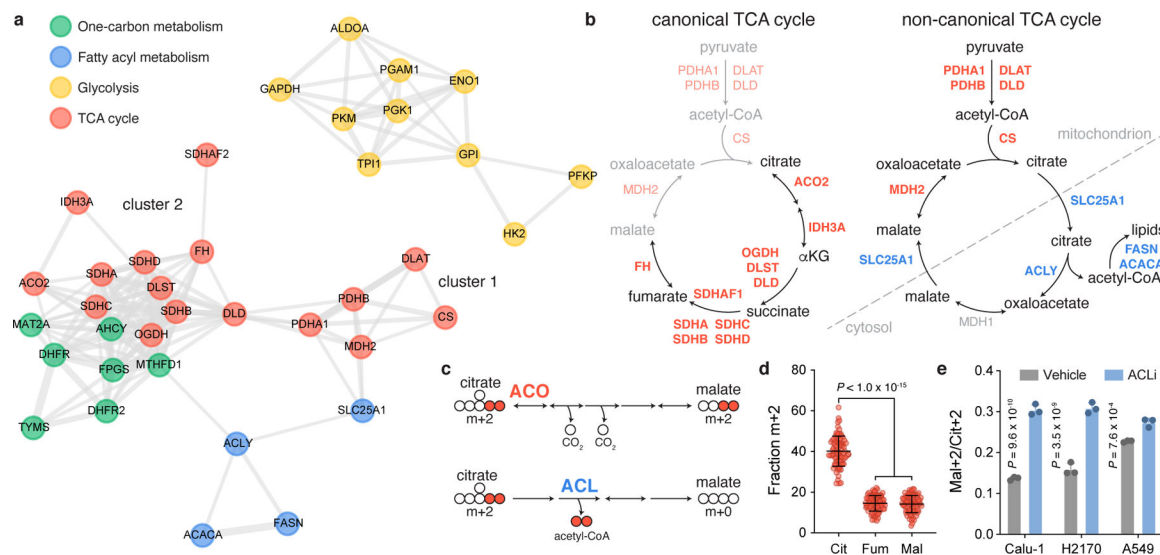 a
One-carbon metabolism
Fatty acyl metabolism
Glycolysis
TCA cycle
ALDOA
PGAM1
ENO1
GAPDH
PKM
PGK1
TPI1
GPI
PFKP
HK2
SDHAF2
IDH3A
cluster 2
FH
SDHD
SDHA
ACO2
DLST
SDHC
SDHB
DLD
MAT2A
AHCY
OGDH
DHFR
FPGS
MTHFD1
DHFR2
TYMS
DLAT
cluster 1
PDHB
CS
PDHA1
MDH2
SLC25A1
ACLY
FASN
ACACA
b
canonical TCA cycle
pyruvate
PDHA1 DLAT
PDHB DLD
acetyl-CoA
CS
oxaloacetate
citrate
MDH2
ACO2
IDH3A
malate
OGDH
DLST
DLD
αKG
FH
fumarate
SDHAF1
succinate
SDHA SDHC
SDHB SDHD
non-canonical TCA cycle
pyruvate
PDHA1 DLAT
PDHB DLD
acetyl-CoA
mitochondrion
CS
oxaloacetate
citrate
MDH2
SLC25A1
malate
citrate
lipids
FASN
ACACA
SLC25A1
ACLY
acetyl-CoA
malate
oxaloacetate
MDH1
cytosol
c
citrate
ACO
malate
m+2
m+2
CO2
CO2
citrate
ACL
malate
m+2
m+0
acetyl-CoA
d
P < 1.0 x 10-15
Fraction m+2
80
60
40
20
0
Cit Fum Mal
e
Vehicle
ACLi
Mal+2/Cit+2
0.4
0.3
0.2
0.1
0.0
P = 9.6 x 10-10
P = 3.5 x 10-9
P = 7.6 x 10-4
Calu-1 H2170 A549